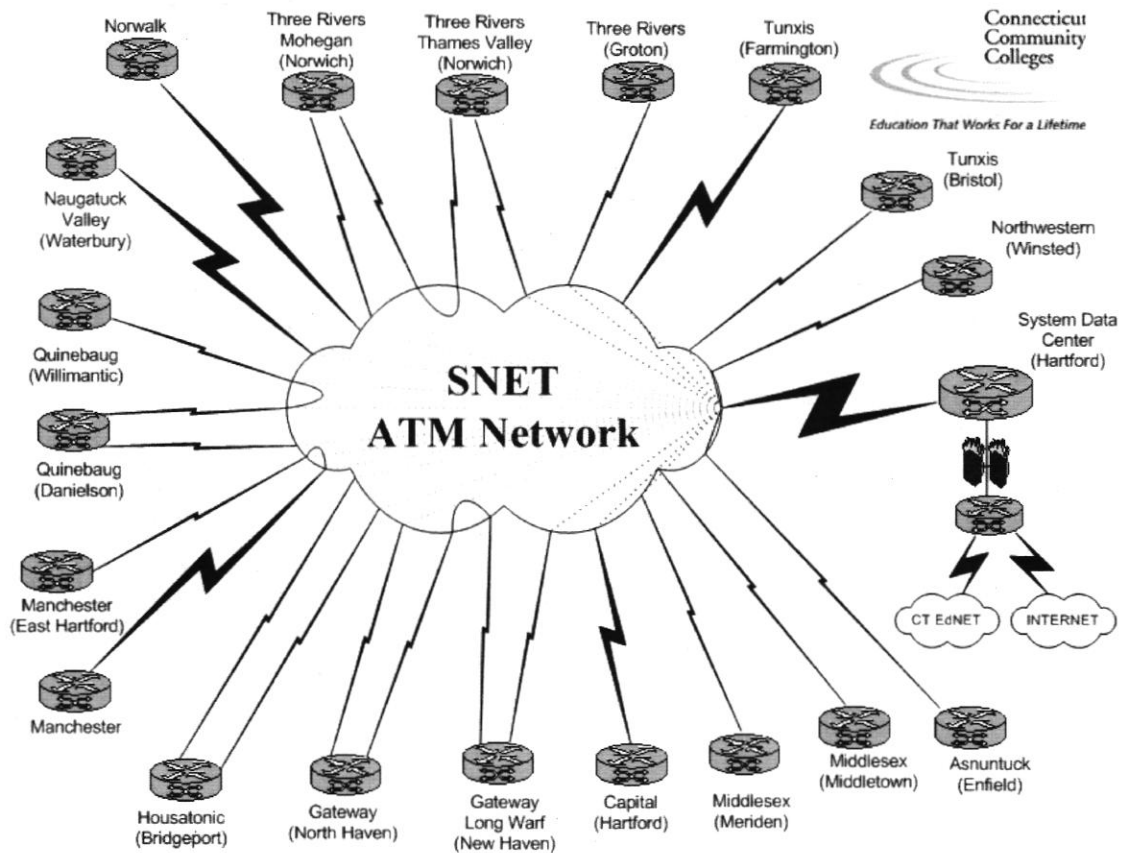 Norwalk
Three Rivers
Mohegan
(Norwich)
Three Rivers
Thames Valley
(Norwich)
Three Rivers
(Groton)
Tunxis
(Farmington)
Connecticut
Community
Colleges
Education That Works For a Lifetime
Naugatuck
Valley
(Waterbury)
Tunxis
(Bristol)
Northwestern
(Winsted)
Quinebaug
(Willimantic)
System Data
Center
(Hartford)
SNET
ATM Network
Quinebaug
(Danielson)
Manchester
(East Hartford)
CT EdNET
INTERNET
Manchester
Housatonic
(Bridgeport)
Gateway
(North Haven)
Gateway
Long Warf
(New Haven)
Capital
(Hartford)
Middlesex
(Meriden)
Middlesex
(Middletown)
Asnuntuck
(Enfield)